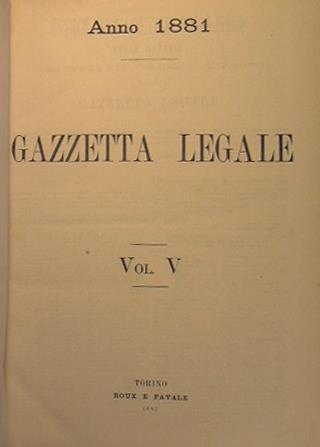 Anno 1881
GAZZETTA LEGALE
VOL. V
TORINO
ROUX E FAVALE